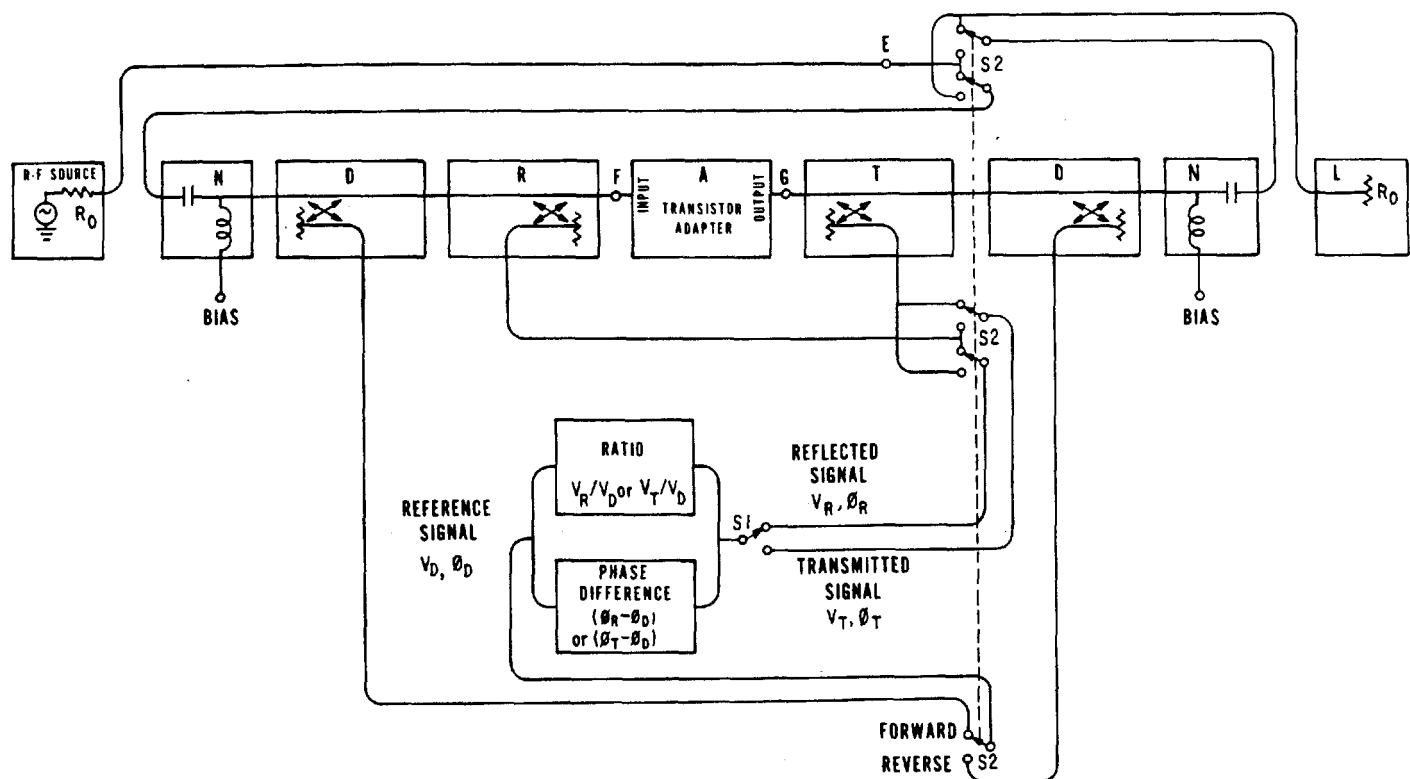 E
S2
R-F SOURCE
R0
N
D
R
F
INPUT
A
TRANSISTOR
ADAPTER
OUTPUT
G
T
D
N
L
R0
BIAS
BIAS
S2
RATIO
VR/VD or VT/VD
REFERENCE
SIGNAL
VD, ØD
PHASE
DIFFERENCE
(ØR-ØD)
or (ØT-ØD)
S1
REFLECTED
SIGNAL
VR, ØR
TRANSMITTED
SIGNAL
VT, ØT
FORWARD
REVERSE
S2